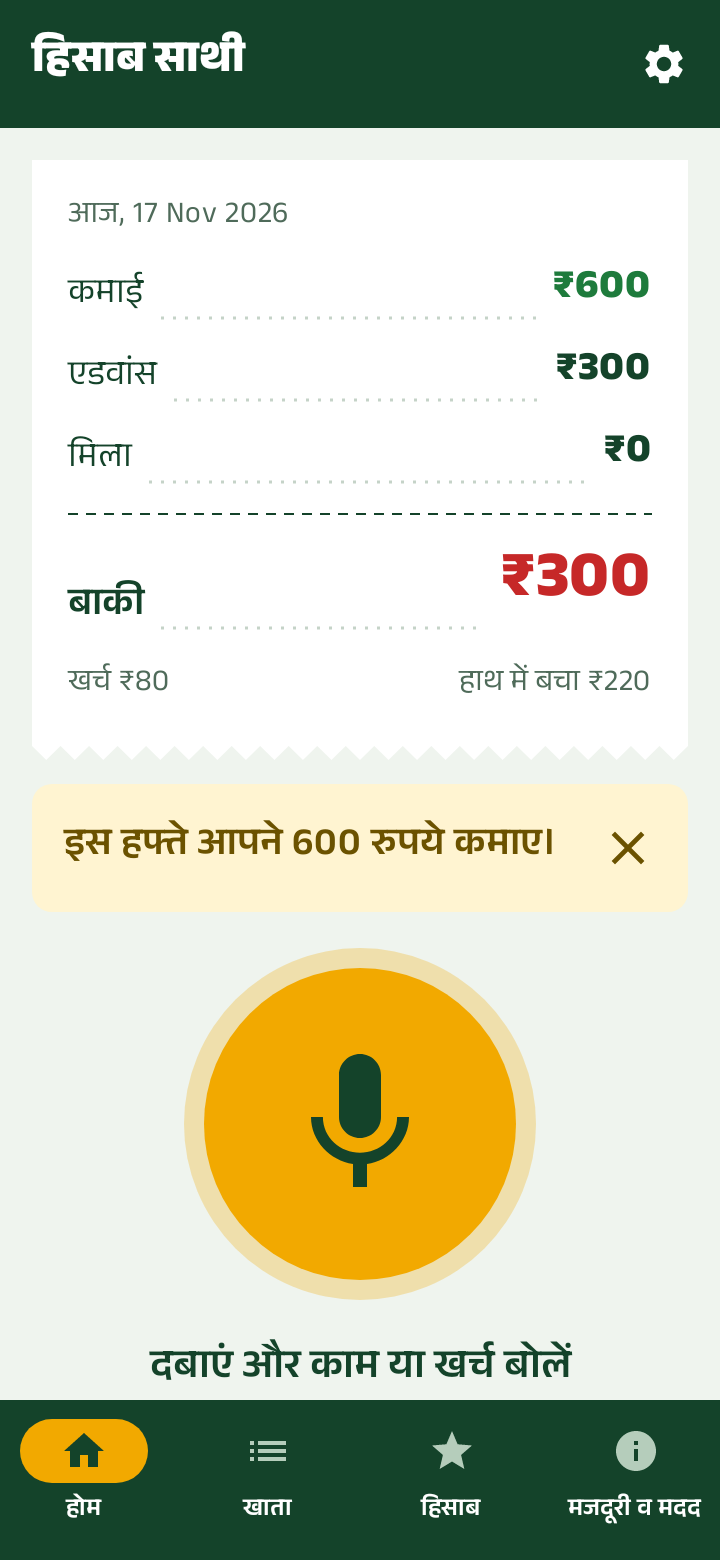 हिसाब साथी
आज, 17 Nov 2026
कमाई ₹600
एडवांस ₹300
मिला ₹0
बाकी ₹300
खर्च ₹80 हाथ में बचा ₹220
इस हफ्ते आपने 600 रुपये कमाए।
दबाएं और काम या खर्च बोलें
होम खाता हिसाब मजदूरी व मदद